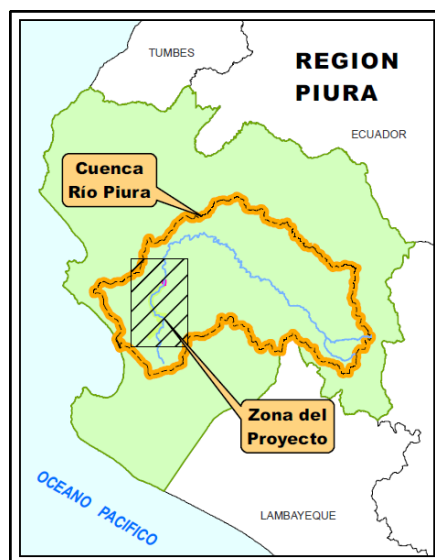 TUMBES
REGION
PIURA
ECUADOR
Cuenca
Río Piura
Zona del
Proyecto
OCEANO PACIFICO
LAMBAYEQUE